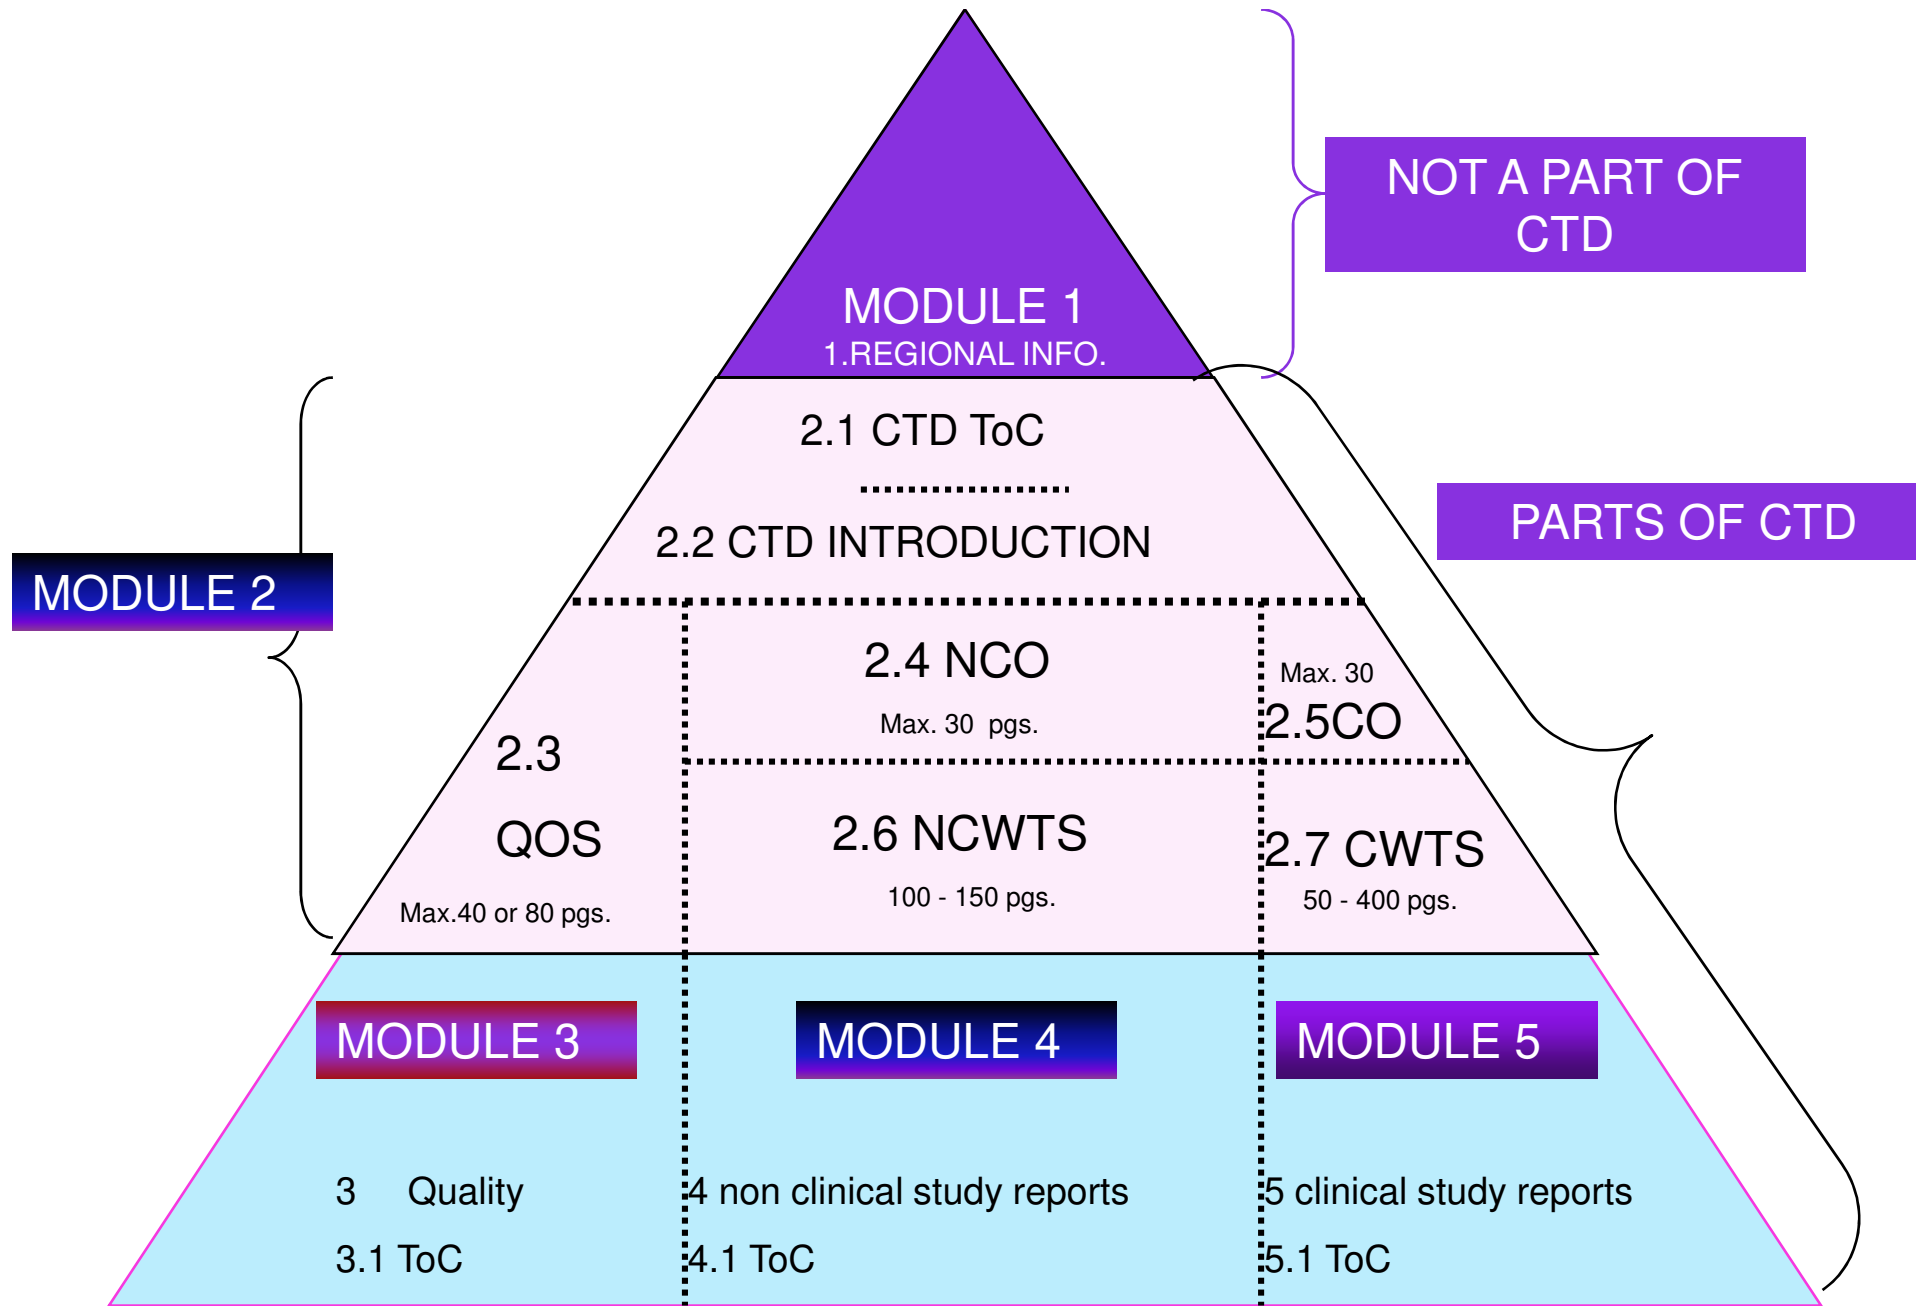 NOT A PART OF
CTD
MODULE 1
1.REGIONAL INFO.
2.1 CTD ToC
2.2 CTD INTRODUCTION
PARTS OF CTD
MODULE 2
2.3
QOS
Max.40 or 80 pgs.
2.4 NCO
Max. 30 pgs.
Max. 30
2.5CO
2.6 NCWTS
100 - 150 pgs.
2.7 CWTS
50 - 400 pgs.
MODULE 3
3 Quality
3.1 ToC
MODULE 4
4 non clinical study reports
4.1 ToC
MODULE 5
5 clinical study reports
5.1 ToC